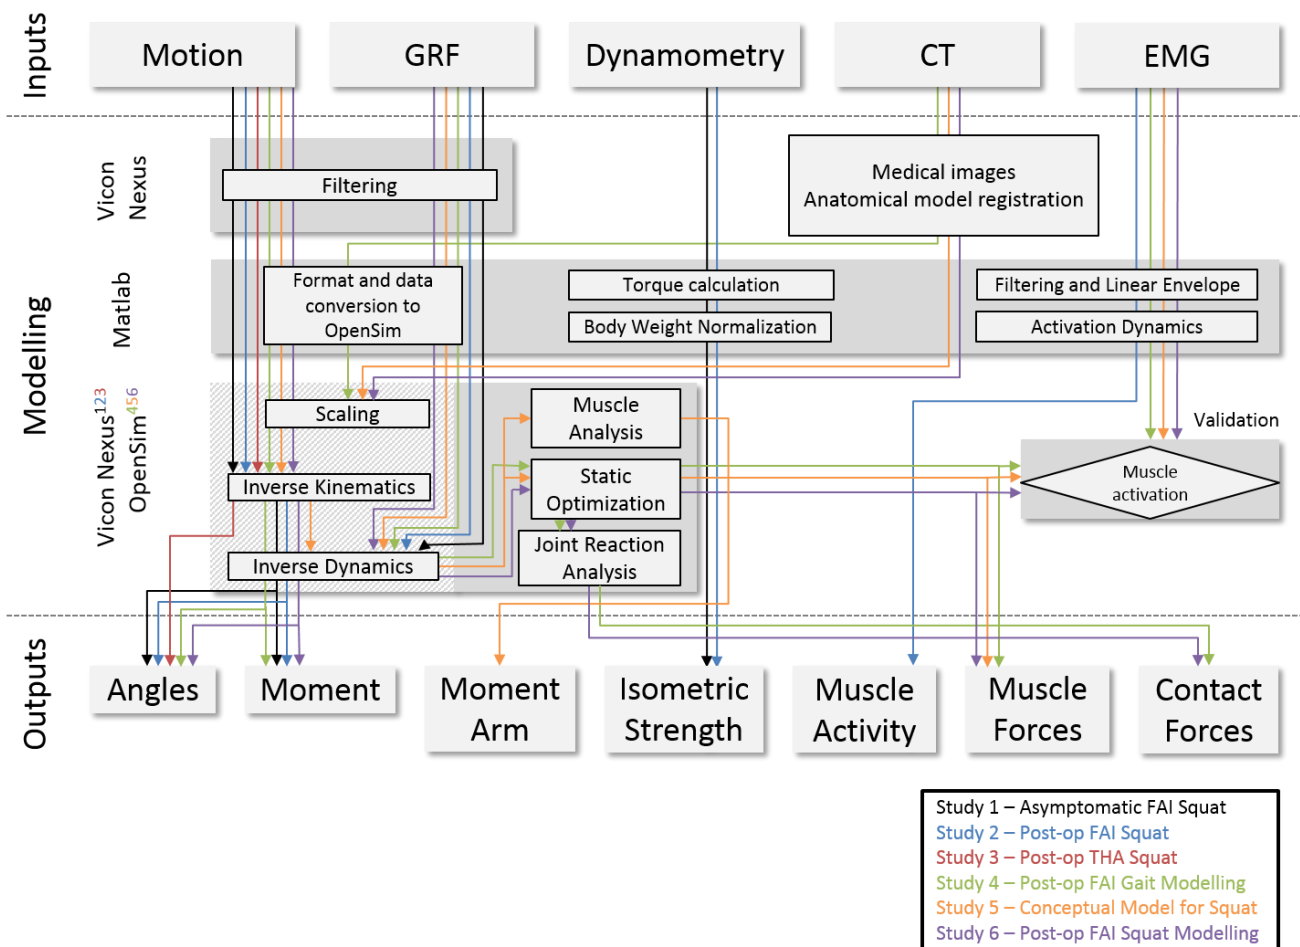 Inputs
Motion
GRF
Dynamometry
CT
EMG
Modelling
Vicon
Nexus
Filtering
Medical images
Anatomical model registration
Matlab
Format and data
conversion to
OpenSim
Torque calculation
Body Weight Normalization
Filtering and Linear Envelope
Activation Dynamics
Vicon Nexus¹²³
OpenSim⁴⁵⁶
Scaling
Muscle
Analysis
Validation
Inverse Kinematics
Static
Optimization
Muscle
activation
Inverse Dynamics
Joint Reaction
Analysis
Outputs
Angles
Moment
Moment
Arm
Isometric
Strength
Muscle
Activity
Muscle
Forces
Contact
Forces
Study 1 – Asymptomatic FAI Squat
Study 2 – Post-op FAI Squat
Study 3 – Post-op THA Squat
Study 4 – Post-op FAI Gait Modelling
Study 5 – Conceptual Model for Squat
Study 6 – Post-op FAI Squat Modelling